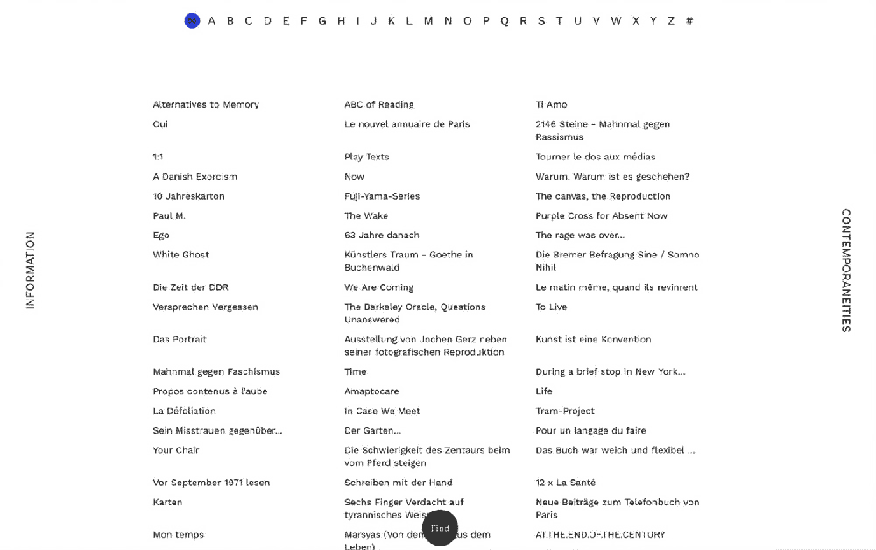 A B C D E F G H I J K L M N O P Q R S T U V W X Y Z #
INFORMATION
CONTEMPORANEITIES
Alternatives to Memory
ABC of Reading
Ti Amo
Oui
Le nouvel annuaire de Paris
2146 Steine – Mahnmal gegen
Rassismus
1:1
Play Texts
Tourner le dos aux médias
A Danish Exorcism
Now
Warum. Warum ist es geschehen?
10 Jahreskarton
Fuji-Yama-Series
The canvas, the Reproduction
Paul M.
The Wake
Purple Cross for Absent Now
Ego
63 Jahre danach
The rage was over...
White Ghost
Künstlers Traum – Goethe in
Buchenwald
Die Bremer Befragung Sine / Somno
Nihil
Die Zeit der DDR
We Are Coming
Le matin même, quand ils revinrent
Versprechen Vergessen
The Berkeley Oracle, Questions
Unanswered
To Live
Das Portrait
Ausstellung von Jochen Gerz neben
seiner fotografischen Reproduktion
Kunst ist eine Konvention
Mahnmal gegen Faschismus
Time
During a brief stop in New York...
Propos contenus à l'aube
Amaptocare
Life
La Défoliation
In Case We Meet
Tram-Project
Sein Misstrauen gegenüber...
Der Garten...
Pour un langage du faire
Your Chair
Die Schwierigkeit des Zentaurs beim
vom Pferd steigen
Das Buch war weich und flexibel ...
Vor September 1971 lesen
Schreiben mit der Hand
12 x La Santé
Karten
Sechs Finger Verdacht auf
tyrannisches
Neue Beiträge zum Telefonbuch von
Paris
Mon temps
Marsyas (Von dem aus dem
Leben)
AT.THE.END.OF.THE.CENTURY
Find